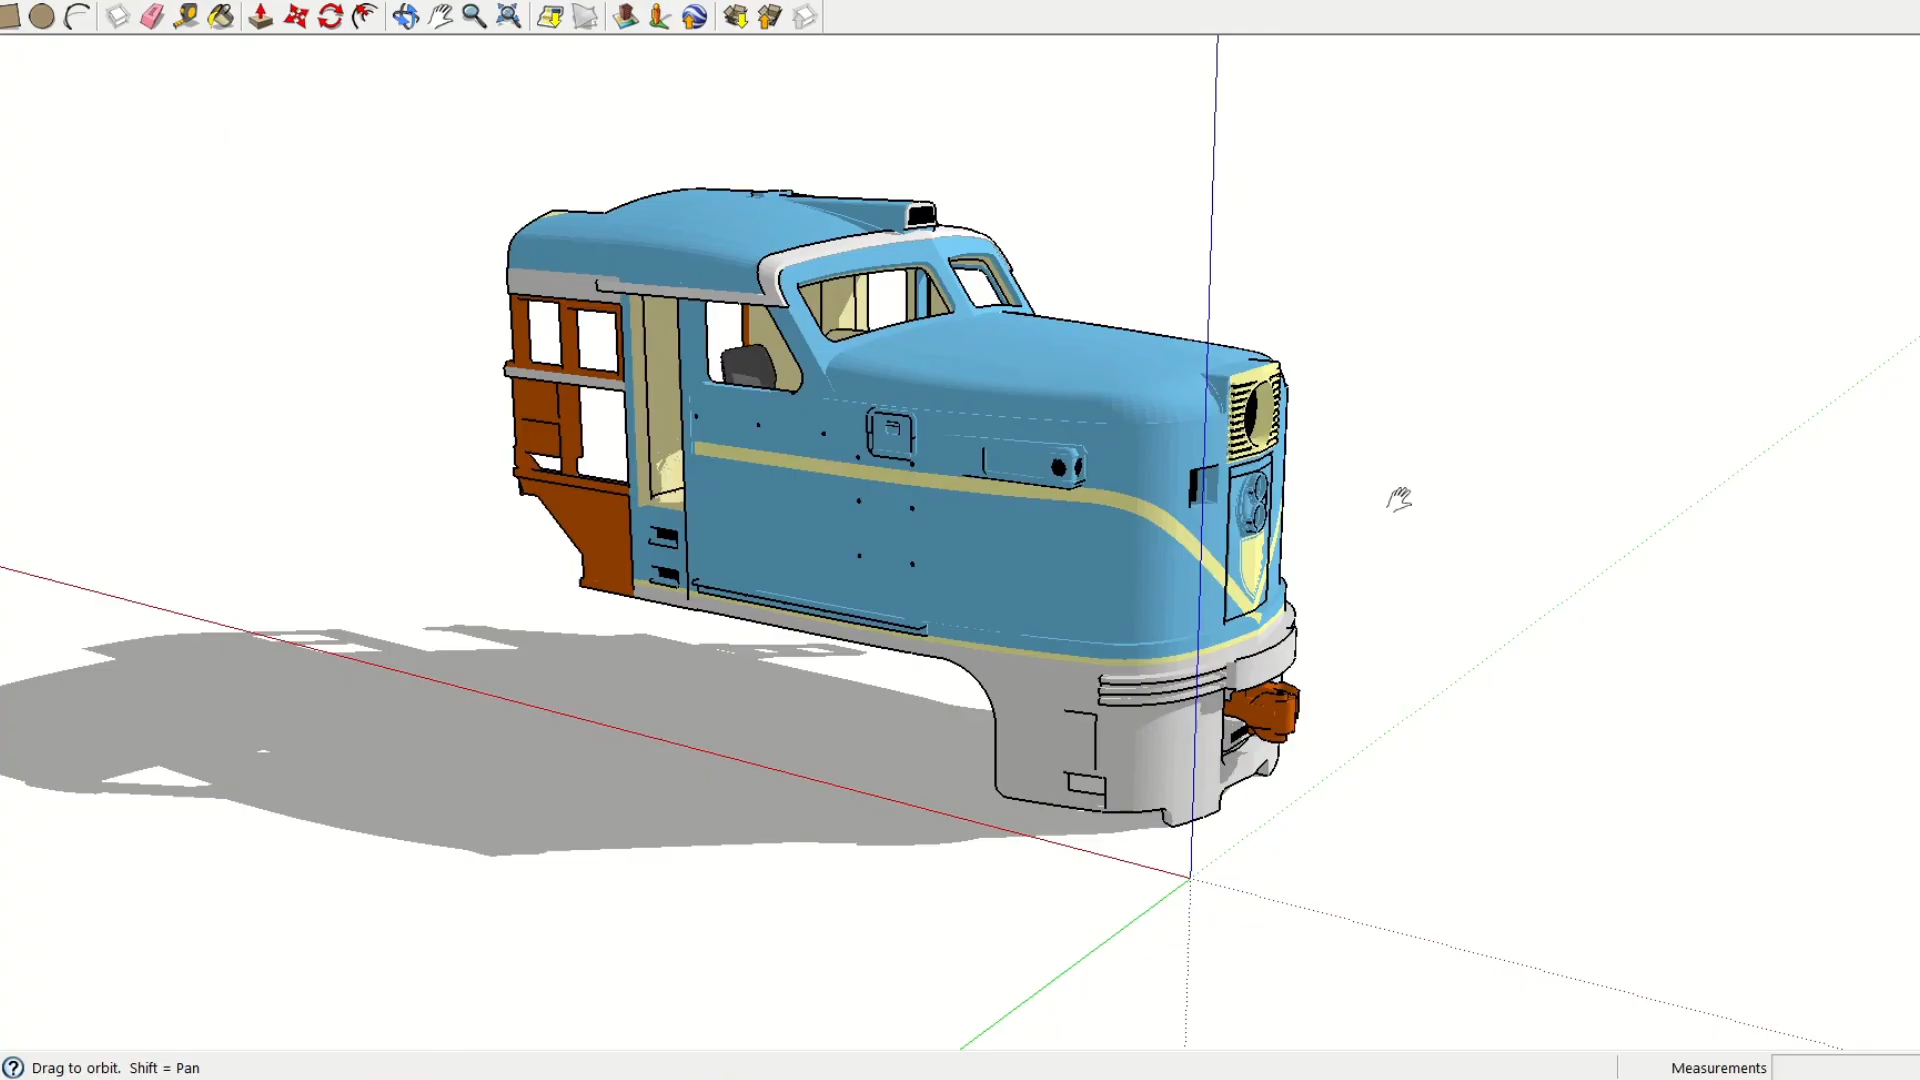 Drag to orbit. Shift = Pan
Measurements